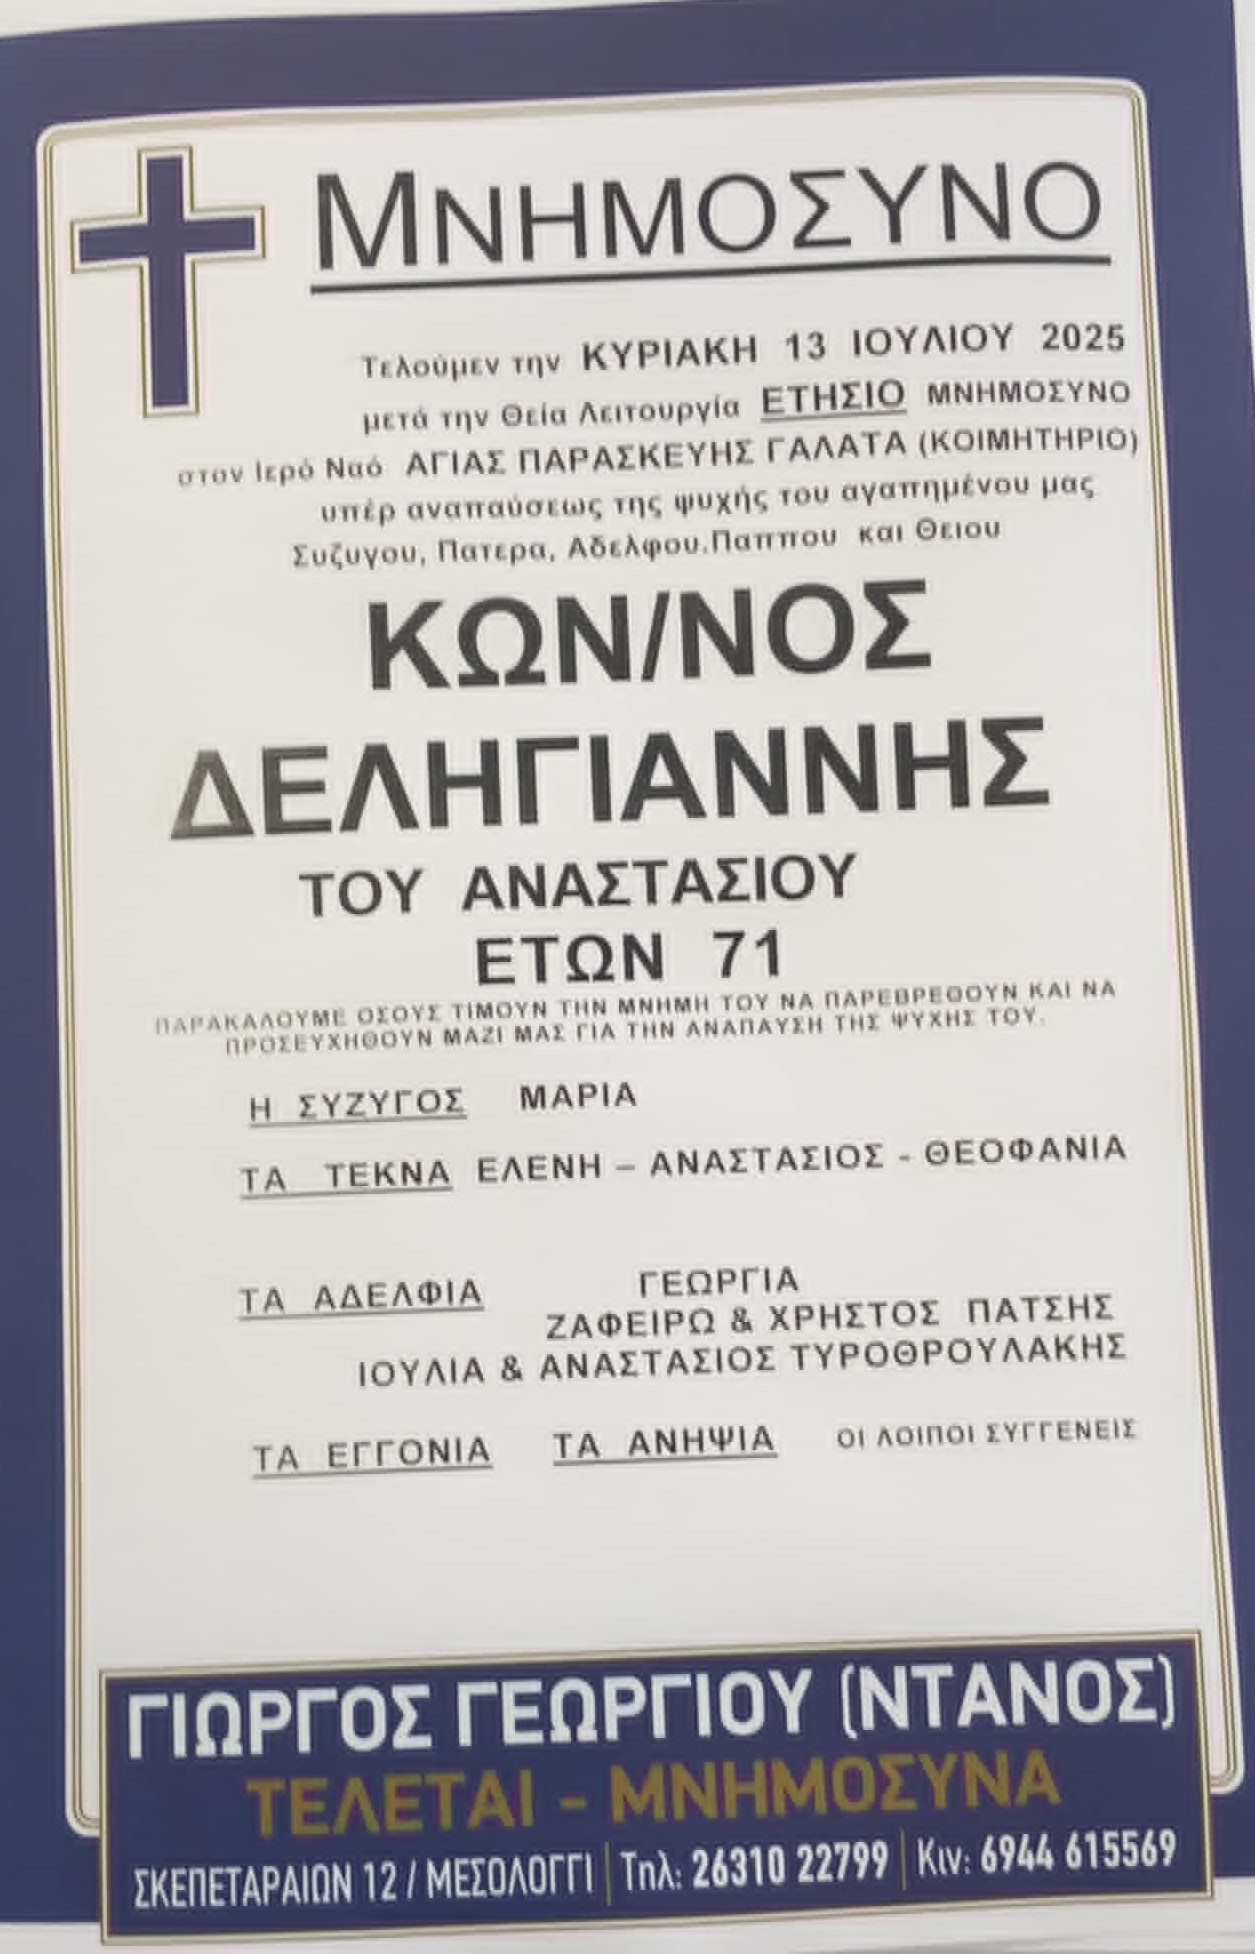 ΜΝΗΜΟΣΥΝΟ
Τελούμεν την ΚΥΡΙΑΚΗ 13 ΙΟΥΛΙΟΥ 2025
μετά την Θεία Λειτουργία ΕΤΗΣΙΟ ΜΝΗΜΟΣΥΝΟ
στον Ιερό Ναό ΑΓΙΑΣ ΠΑΡΑΣΚΕΥΗΣ ΓΑΛΑΤΑ (ΚΟΙΜΗΤΗΡΙΟ)
υπέρ αναπαύσεως της ψυχής του αγαπημένου μας
Συζυγου, Πατερα, Αδελφου.Παππου και Θειου
ΚΩΝ/ΝΟΣ
ΔΕΛΗΓΙΑΝΝΗΣ
ΤΟΥ ΑΝΑΣΤΑΣΙΟΥ
ΕΤΩΝ 71
ΠΑΡΑΚΑΛΟΥΜΕ ΟΣΟΥΣ ΤΙΜΟΥΝ ΤΗΝ ΜΝΗΜΗ ΤΟΥ ΝΑ ΠΑΡΕΒΡΕΘΟΥΝ ΚΑΙ ΝΑ
ΠΡΟΣΕΥΧΗΘΟΥΝ ΜΑΖΙ ΜΑΣ ΓΙΑ ΤΗΝ ΑΝΑΠΑΥΣΗ ΤΗΣ ΨΥΧΗΣ ΤΟΥ.
Η ΣΥΖΥΓΟΣ ΜΑΡΙΑ
ΤΑ ΤΕΚΝΑ ΕΛΕΝΗ – ΑΝΑΣΤΑΣΙΟΣ - ΘΕΟΦΑΝΙΑ
ΤΑ ΑΔΕΛΦΙΑ ΓΕΩΡΓΙΑ
ΖΑΦΕΙΡΩ & ΧΡΗΣΤΟΣ ΠΑΤΣΗΣ
ΙΟΥΛΙΑ & ΑΝΑΣΤΑΣΙΟΣ ΤΥΡΟΘΡΟΥΛΑΚΗΣ
ΤΑ ΕΓΓΟΝΙΑ ΤΑ ΑΝΗΨΙΑ ΟΙ ΛΟΙΠΟΙ ΣΥΓΓΕΝΕΙΣ
ΓΙΩΡΓΟΣ ΓΕΩΡΓΙΟΥ (ΝΤΑΝΟΣ)
ΤΕΛΕΤΑΙ - ΜΝΗΜΟΣΥΝΑ
ΣΚΕΠΕΤΑΡΑΙΩΝ 12 / ΜΕΣΟΛΟΓΓΙ | Τηλ: 26310 22799 | Κιν: 6944 615569